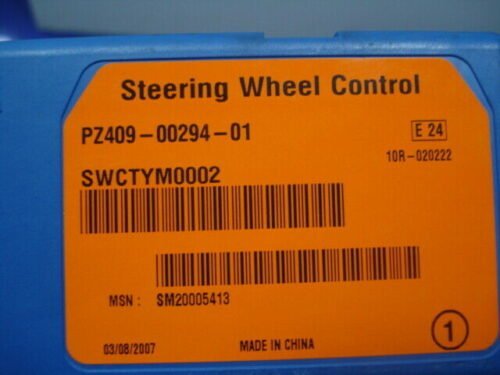 Steering Wheel Control
PZ409-00294-01
E 24
10R-020222
SWCTYM0002
MSN : SM20005413
03/08/2007 MADE IN CHINA 1